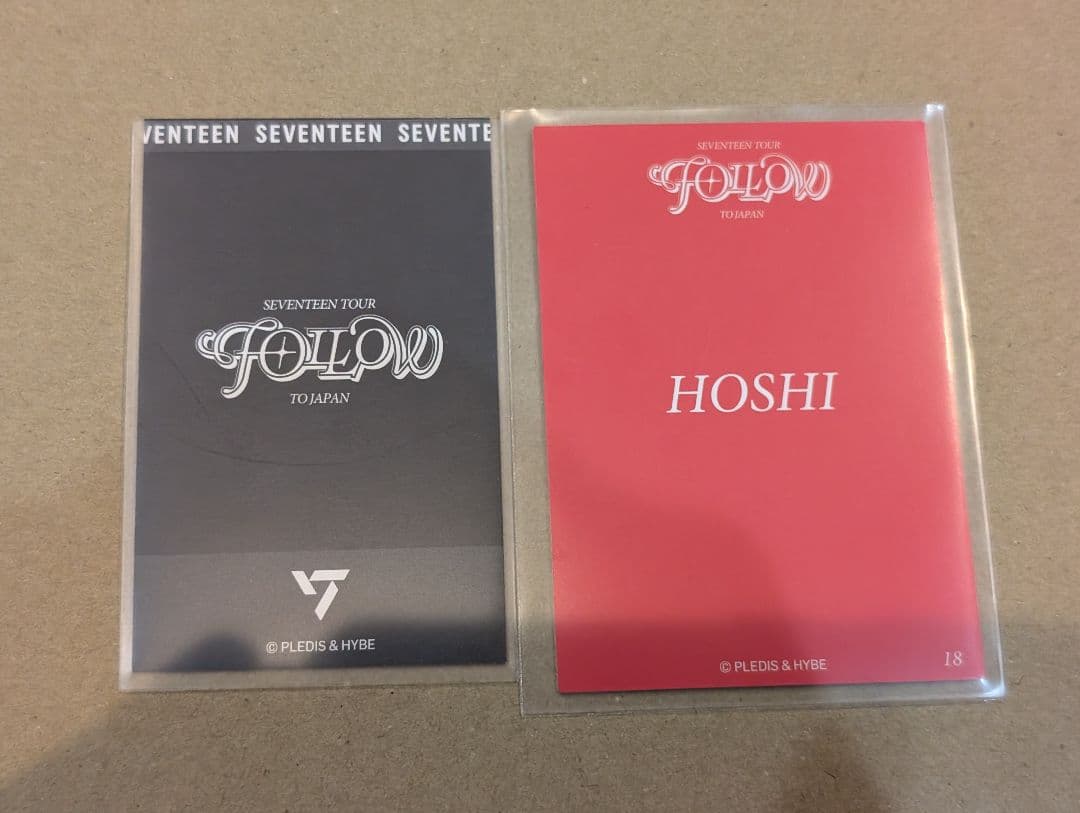 VENTEEN SEVENTEEN SEVENTE
SEVENTEEN TOUR
FOLLOW
TO JAPAN
© PLEDIS & HYBE
SEVENTEEN TOUR
FOLLOW
TO JAPAN
HOSHI
© PLEDIS & HYBE
18